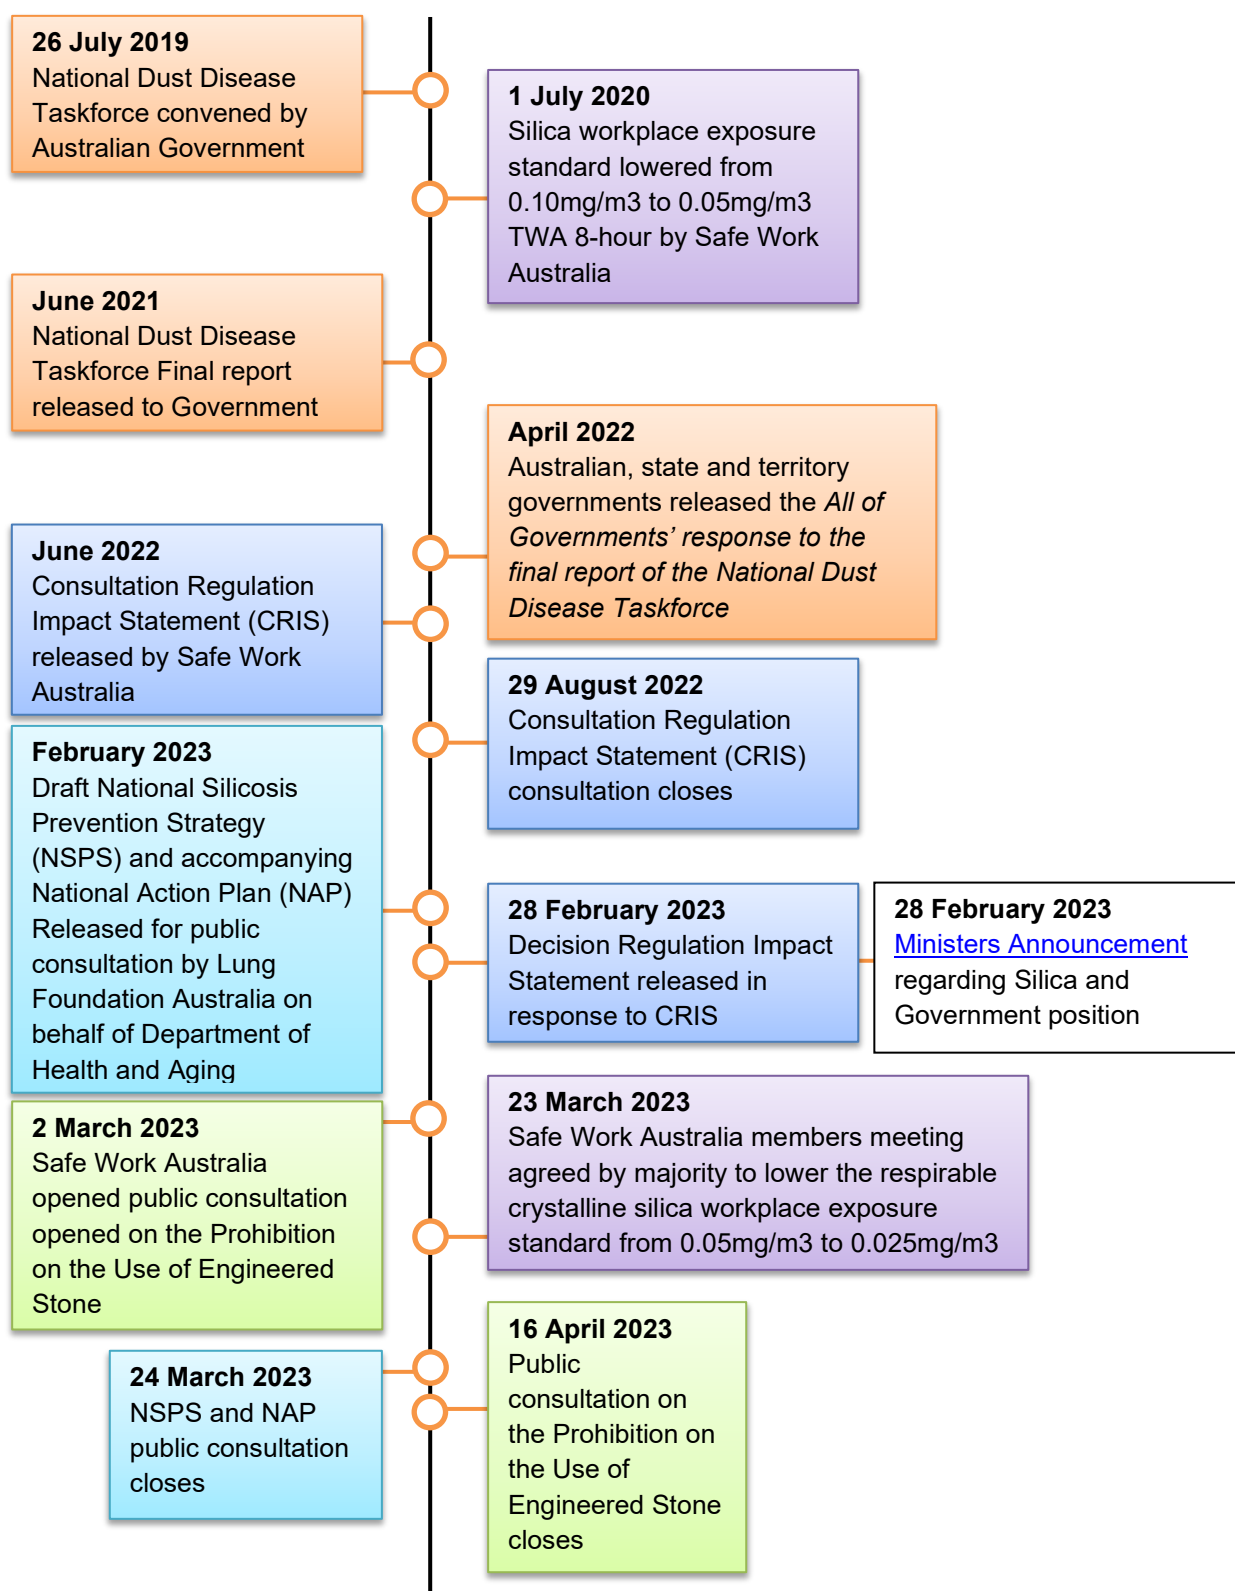 26 July 2019
National Dust Disease
Taskforce convened by
Australian Government
1 July 2020
Silica workplace exposure
standard lowered from
0.10mg/m3 to 0.05mg/m3
TWA 8-hour by Safe Work
Australia
June 2021
National Dust Disease
Taskforce Final report
released to Government
April 2022
Australian, state and territory
governments released the All of
Governments’ response to the
final report of the National Dust
Disease Taskforce
June 2022
Consultation Regulation
Impact Statement (CRIS)
released by Safe Work
Australia
29 August 2022
Consultation Regulation
Impact Statement (CRIS)
consultation closes
February 2023
Draft National Silicosis
Prevention Strategy
(NSPS) and accompanying
National Action Plan (NAP)
Released for public
consultation by Lung
Foundation Australia on
behalf of Department of
Health and Aging
28 February 2023
Decision Regulation Impact
Statement released in
response to CRIS
28 February 2023
Ministers Announcement
regarding Silica and
Government position
2 March 2023
Safe Work Australia
opened public consultation
opened on the Prohibition
on the Use of Engineered
Stone
23 March 2023
Safe Work Australia members meeting
agreed by majority to lower the respirable
crystalline silica workplace exposure
standard from 0.05mg/m3 to 0.025mg/m3
24 March 2023
NSPS and NAP
public consultation
closes
16 April 2023
Public
consultation on
the Prohibition on
the Use of
Engineered Stone
closes